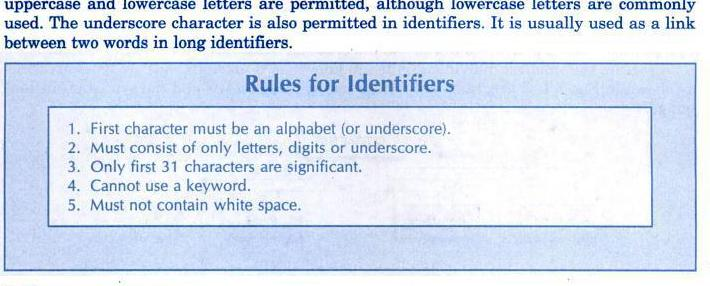 uppercase and lowercase letters are permitted, although lowercase letters are commonly
used. The underscore character is also permitted in identifiers. It is usually used as a link
between two words in long identifiers.
Rules for Identifiers
1. First character must be an alphabet (or underscore).
2. Must consist of only letters, digits or underscore.
3. Only first 31 characters are significant.
4. Cannot use a keyword.
5. Must not contain white space.